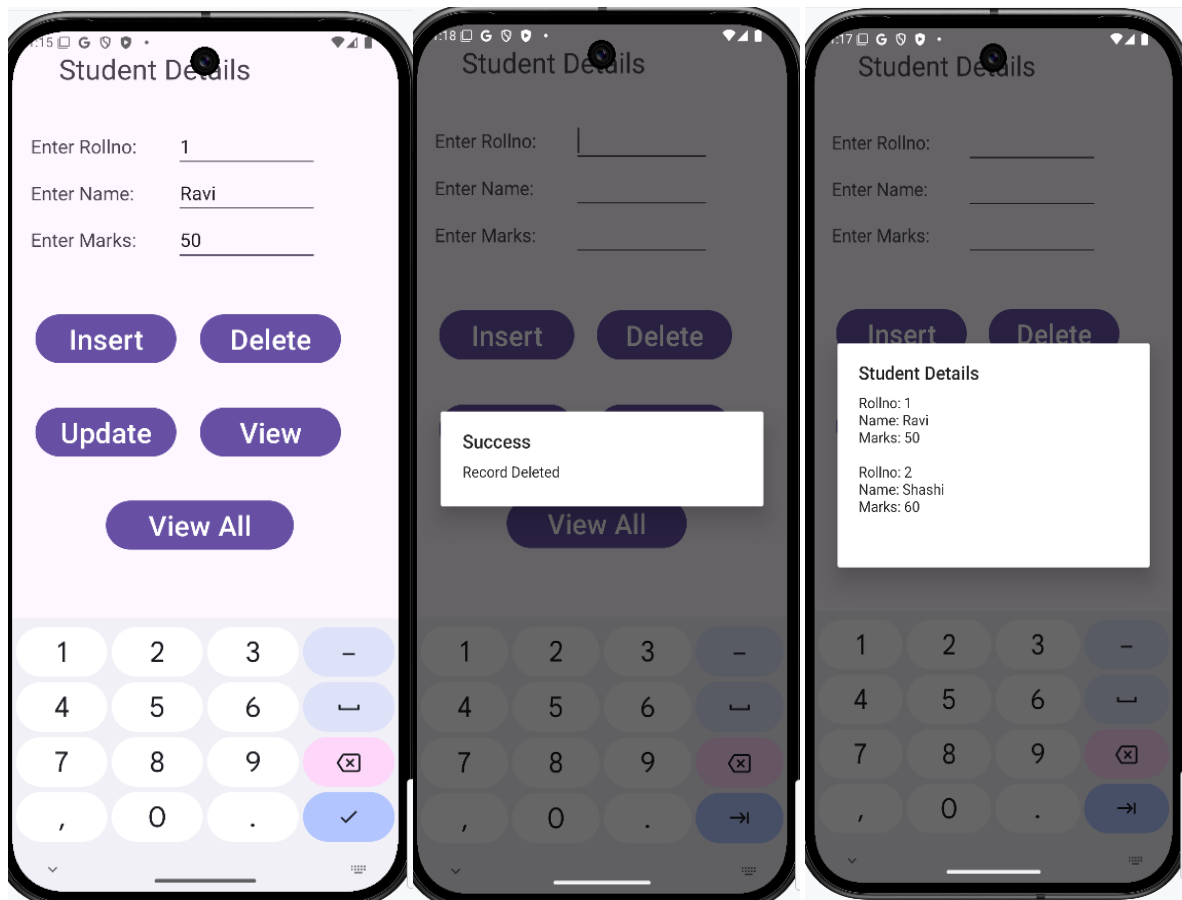 :15
Student Details
Enter Rollno: 1
Enter Name: Ravi
Enter Marks: 50
Insert Delete
Update View
View All
1 2 3 –
4 5 6
7 8 9
, 0 .
:18
Student Details
Enter Rollno:
Enter Name:
Enter Marks:
Insert Delete
Success
Record Deleted
View All
1 2 3 –
4 5 6
7 8 9
, 0 .
:17
Student Details
Enter Rollno:
Enter Name:
Enter Marks:
Insert Delete
Student Details
Rollno: 1
Name: Ravi
Marks: 50
Rollno: 2
Name: Shashi
Marks: 60
1 2 3 –
4 5 6
7 8 9
, 0 .